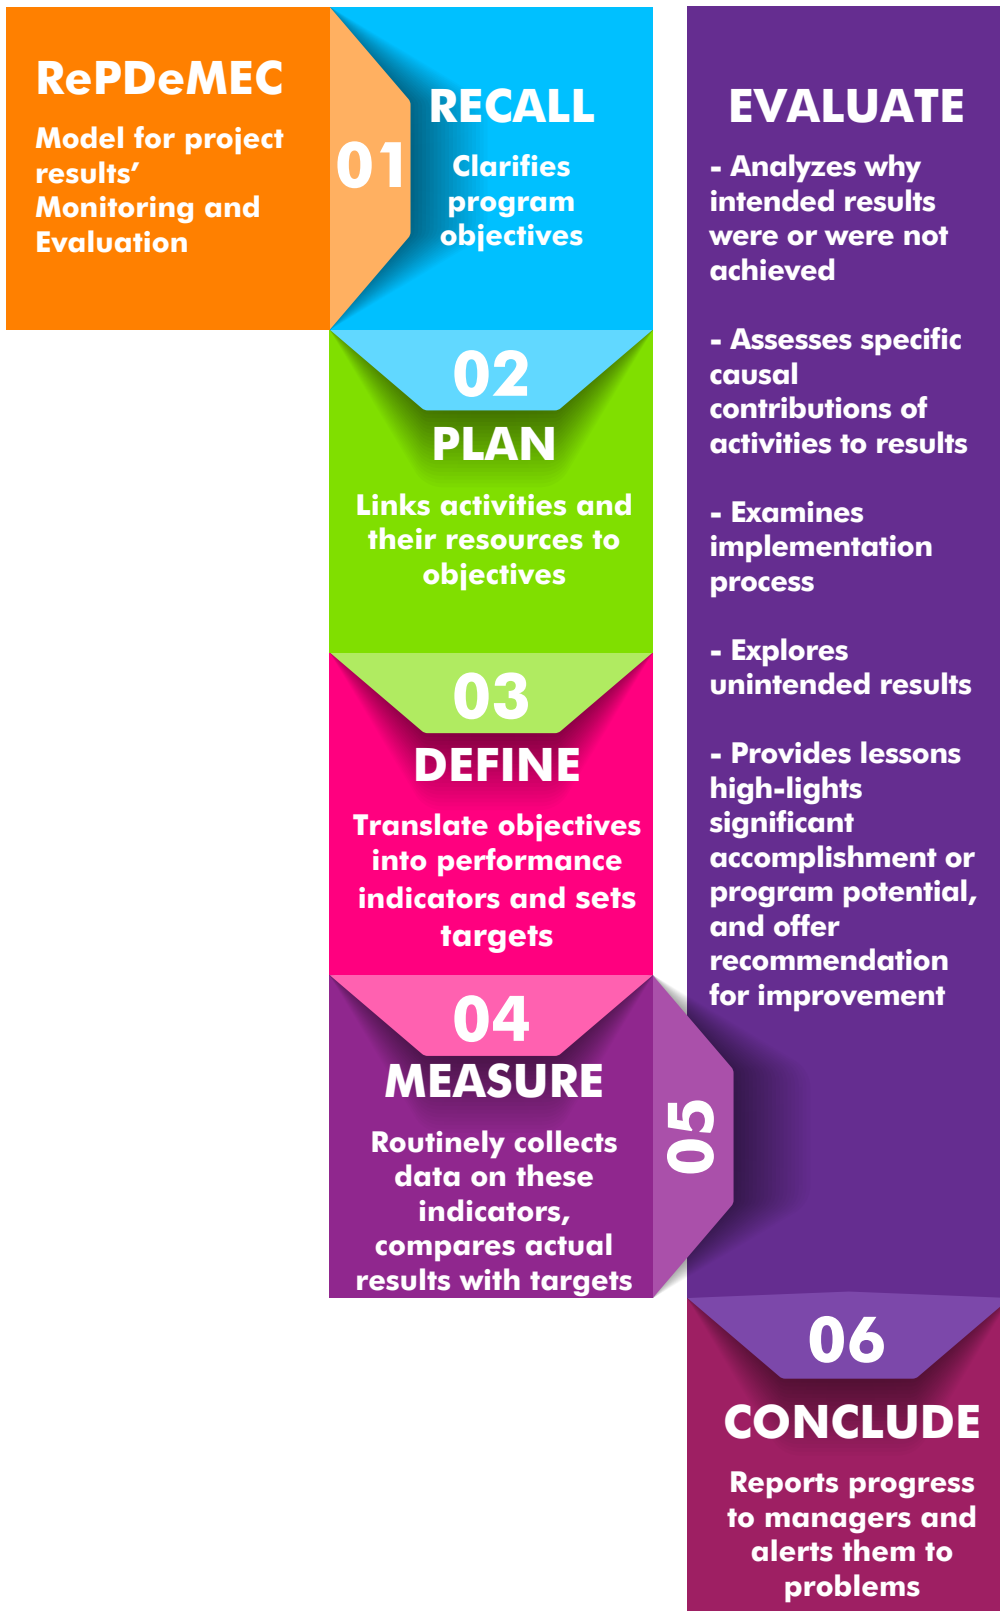 RePDeMEC
Model for project
results’
Monitoring and
Evaluation
01
RECALL
Clarifies
program
objectives
02
PLAN
Links activities and
their resources to
objectives
03
DEFINE
Translate objectives
into performance
indicators and sets
targets
04
MEASURE
Routinely collects
data on these
indicators,
compares actual
results with targets
05
EVALUATE
- Analyzes why
intended results
were or were not
achieved
- Assesses specific
causal
contributions of
activities to results
- Examines
implementation
process
- Explores
unintended results
- Provides lessons
high-lights
significant
accomplishment or
program potential,
and offer
recommendation
for improvement
06
CONCLUDE
Reports progress
to managers and
alerts them to
problems